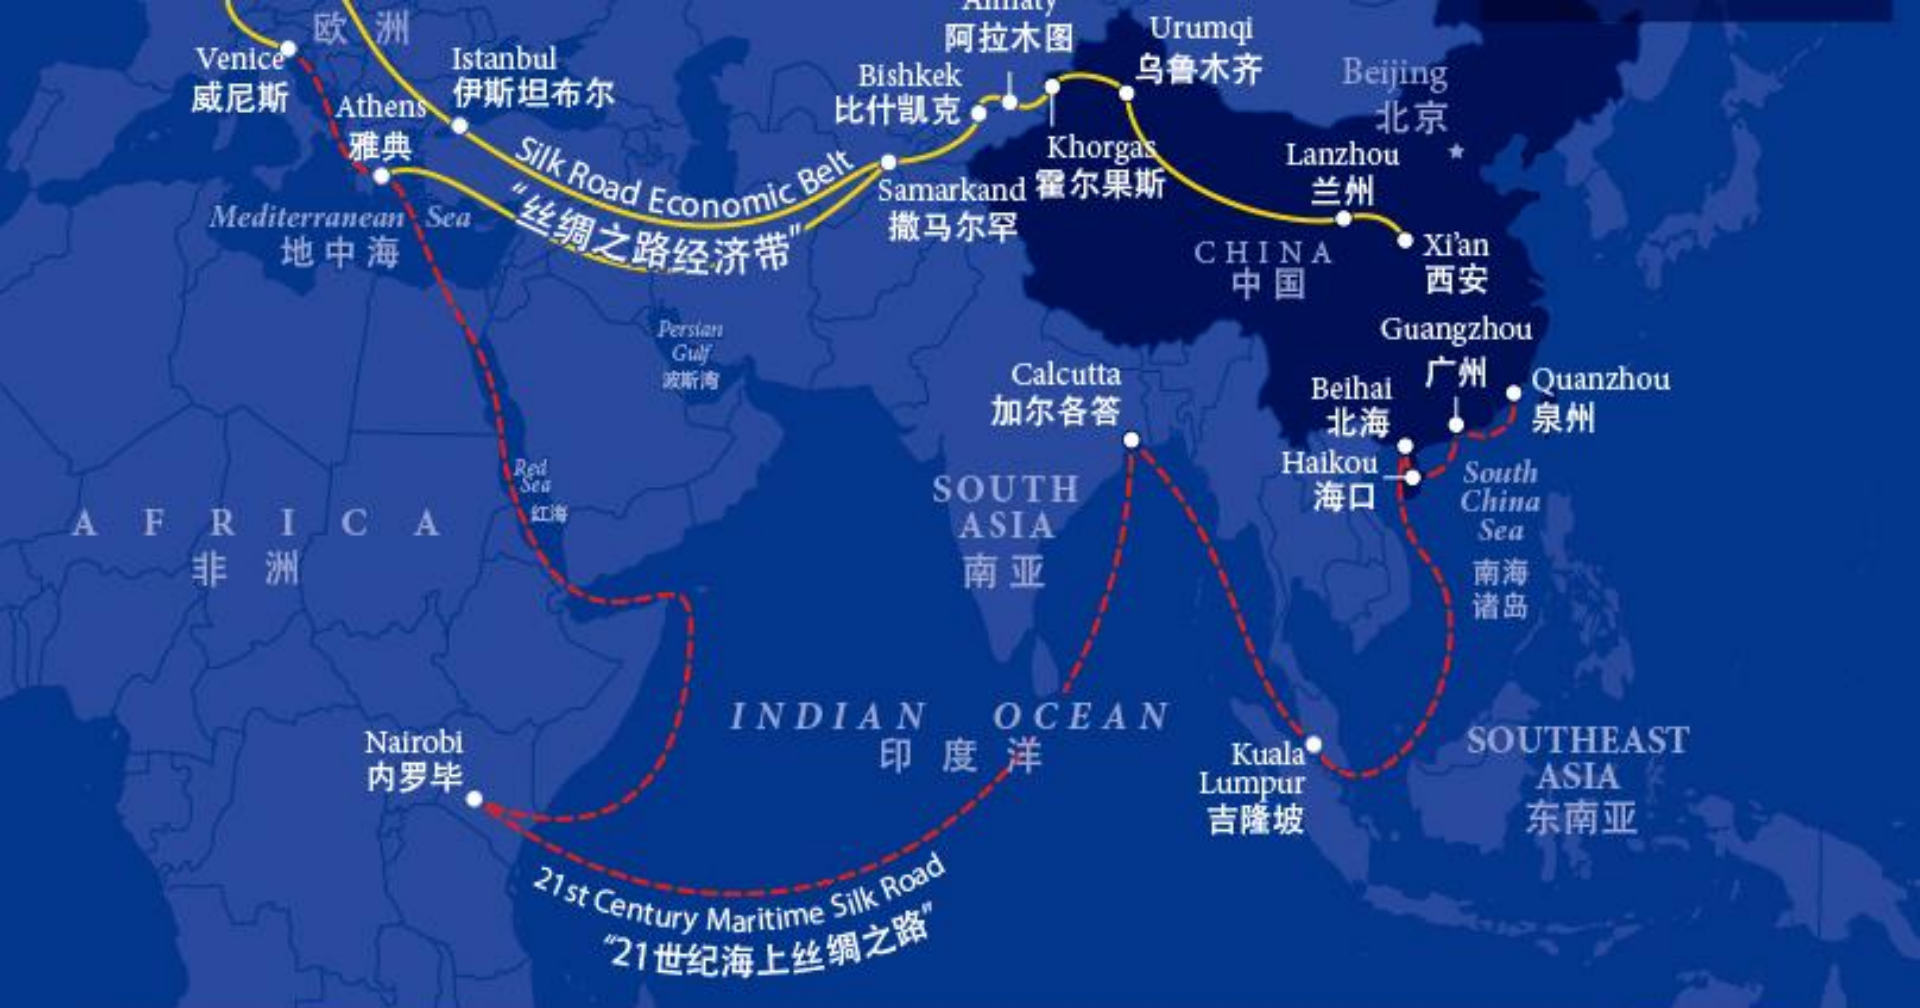 欧 洲
Venice
威尼斯
Athens
雅典
Istanbul
伊斯坦布尔
Almaty
阿拉木图
Bishkek
比什凯克
Urumqi
乌鲁木齐
Khorgas
霍尔果斯
Samarkand
撒马尔罕
Beijing
北京
Lanzhou
兰州
Xi'an
西安
Silk Road Economic Belt
“丝绸之路经济带”
Mediterranean Sea
地中海
CHINA
中国
Persian
Gulf
波斯湾
Guangzhou
广州
Quanzhou
泉州
Beihai
北海
Haikou
海口
Calcutta
加尔各答
Red
Sea
红海
SOUTH
ASIA
南亚
South
China
Sea
南海
诸岛
AFRICA
非 洲
INDIAN OCEAN
印 度 洋
Nairobi
内罗毕
Kuala
Lumpur
吉隆坡
SOUTHEAST
ASIA
东南亚
21st Century Maritime Silk Road
“21世纪海上丝绸之路”